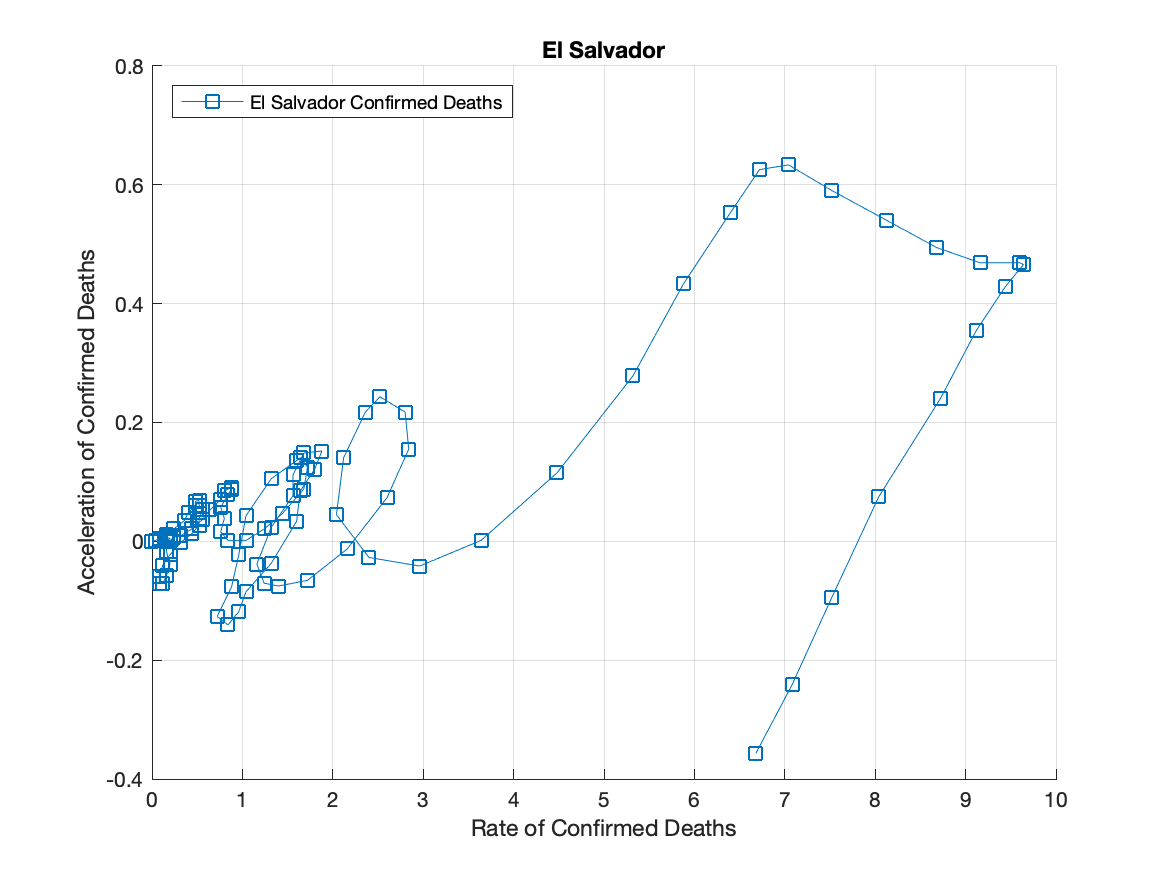 El Salvador
El Salvador Confirmed Deaths
0.8
0.6
0.4
0.2
0
-0.2
-0.4
Acceleration of Confirmed Deaths
0 1 2 3 4 5 6 7 8 9 10
Rate of Confirmed Deaths